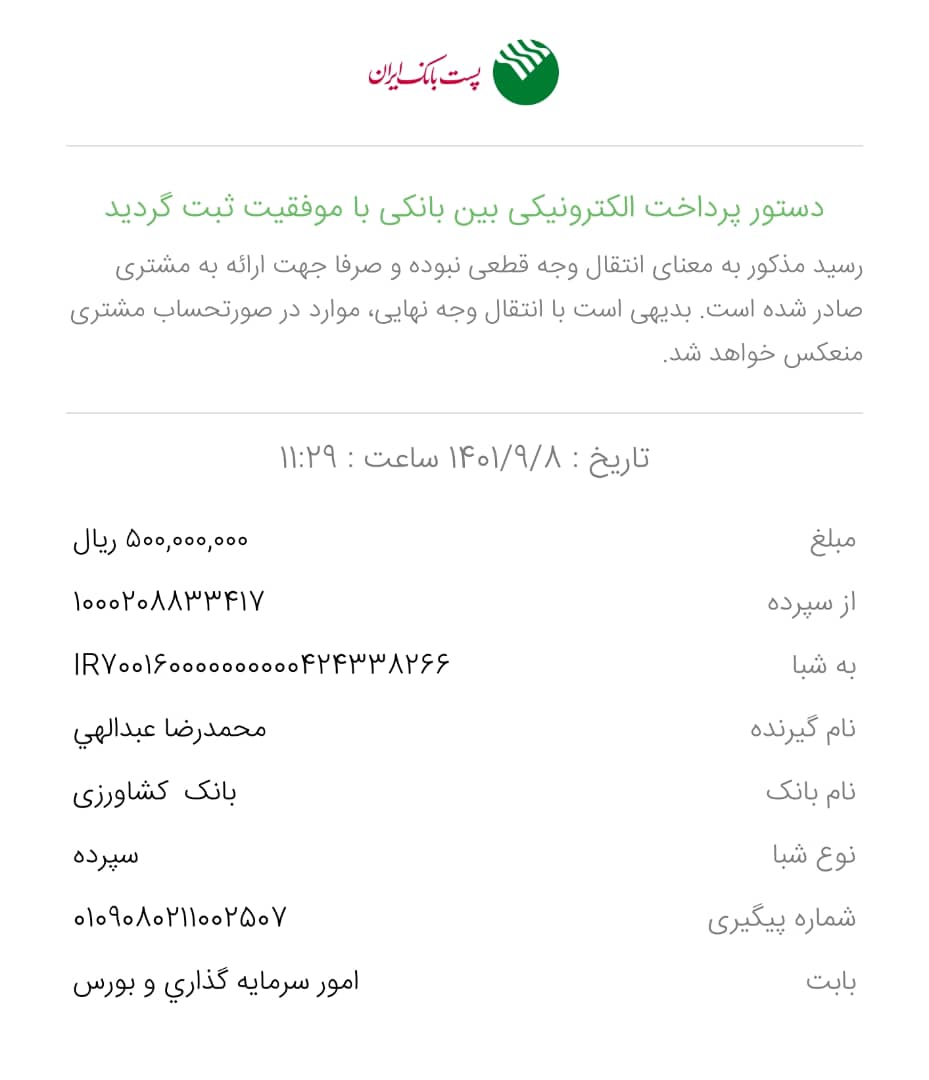 پست بانک ایران
دستور پرداخت الکترونیکی بین بانکی با موفقیت ثبت گردید
رسید مذکور به معنای انتقال وجه قطعی نبوده و صرفا جهت ارائه به مشتری
صادر شده است. بدیهی است با انتقال وجه نهایی، موارد در صورتحساب مشتری
منعکس خواهد شد.
تاریخ : ۱۴۰۱/۹/۸ ساعت : ۱۱:۲۹
مبلغ ۵۰۰,۰۰۰,۰۰۰ ریال
از سپرده ۱۰۰۰۲۰۸۸۳۳۴۱۷
به شبا IR۷۰۰۱۶۰۰۰۰۰۰۰۰۰۰۴۲۴۳۳۸۲۶۶
نام گیرنده محمدرضا عبدالهي
نام بانک بانک کشاورزی
نوع شبا سپرده
شماره پیگیری ۰۱۰۹۰۸۰۲۱۱۰۰۲۵۰۷
بابت امور سرمایه گذاري و بورس